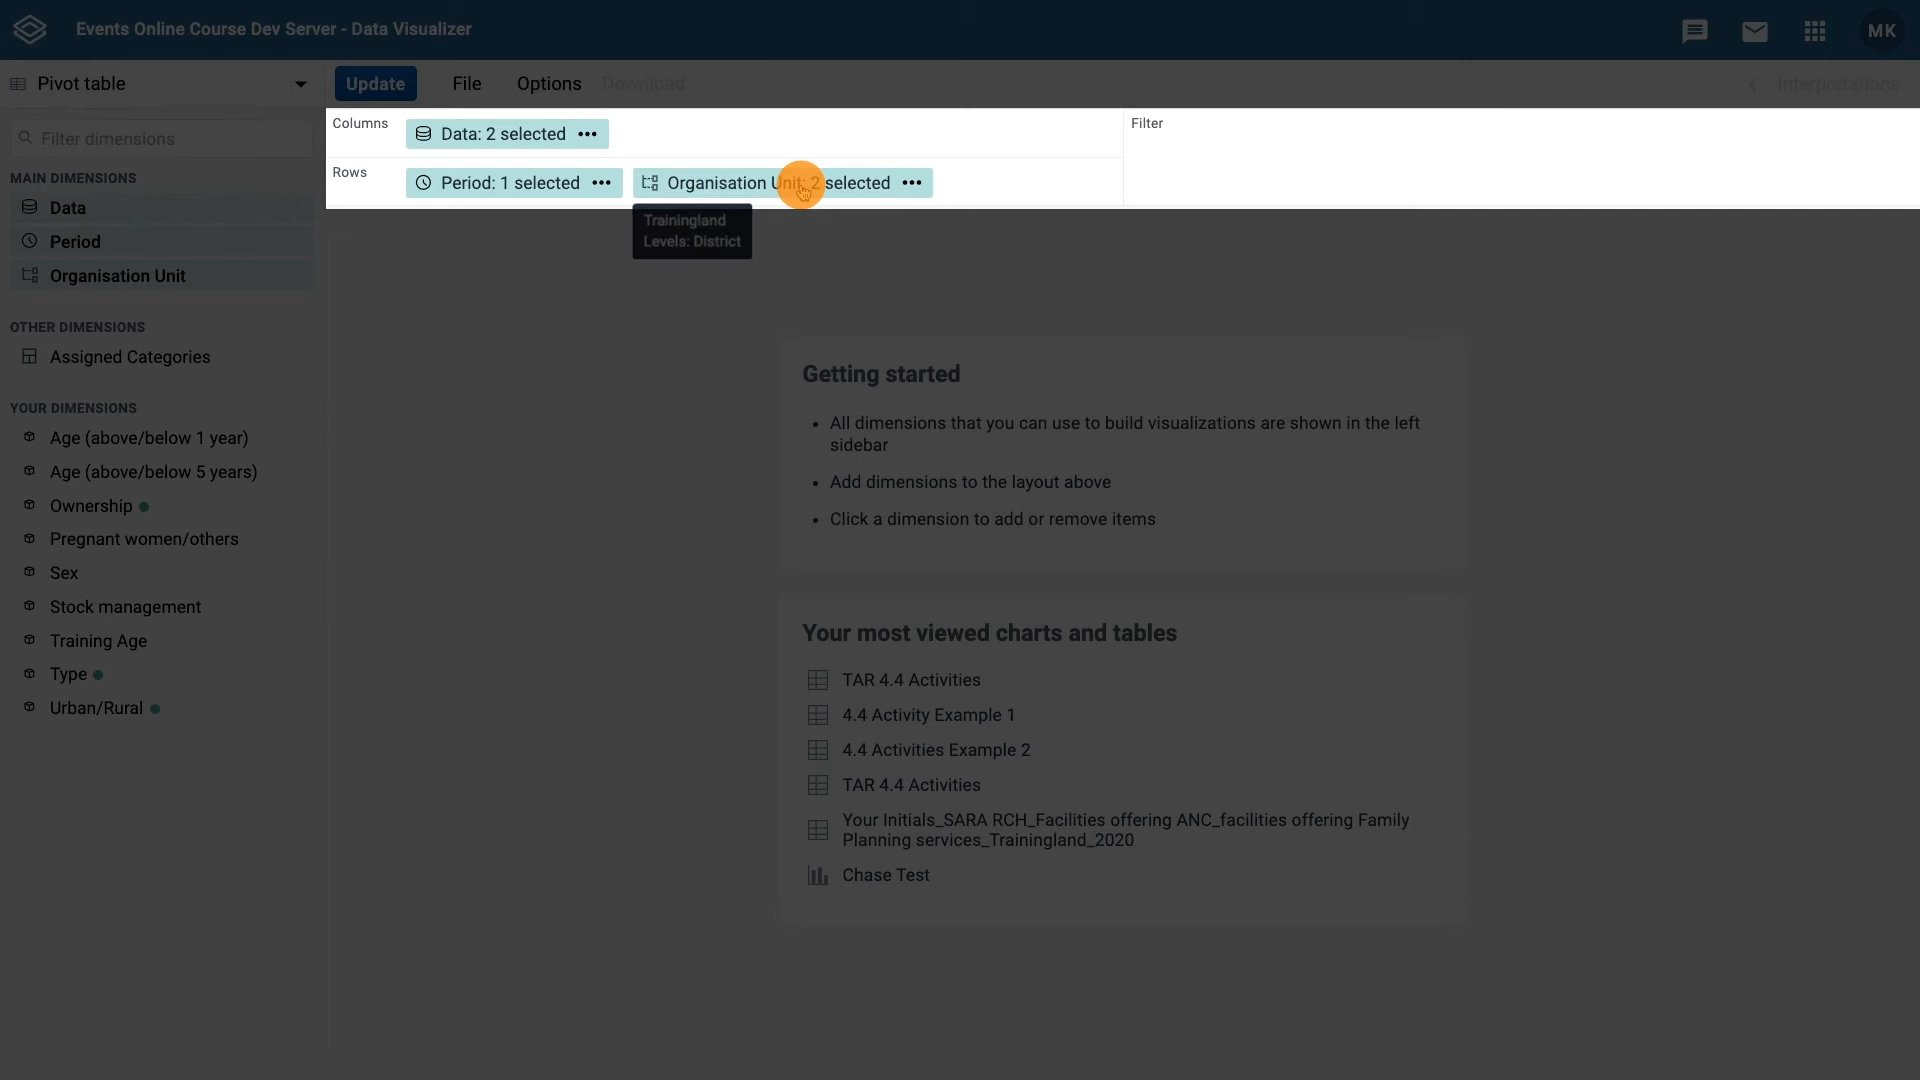 Events Online Course Dev Server - Data Visualizer
MK
Pivot table
Update
File
Options
Download
Interpretations
Filter dimensions
Columns
Data: 2 selected
Filter
Rows
Period: 1 selected
Organisation Unit: 2 selected
Trainingland
Levels: District
MAIN DIMENSIONS
Data
Period
Organisation Unit
OTHER DIMENSIONS
Assigned Categories
YOUR DIMENSIONS
Age (above/below 1 year)
Age (above/below 5 years)
Ownership
Pregnant women/others
Sex
Stock management
Training Age
Type
Urban/Rural
Getting started
All dimensions that you can use to build visualizations are shown in the left
sidebar
Add dimensions to the layout above
Click a dimension to add or remove items
Your most viewed charts and tables
TAR 4.4 Activities
4.4 Activity Example 1
4.4 Activities Example 2
TAR 4.4 Activities
Your Initials_SARA RCH_Facilities offering ANC_facilities offering Family
Planning services_Trainingland_2020
Chase Test